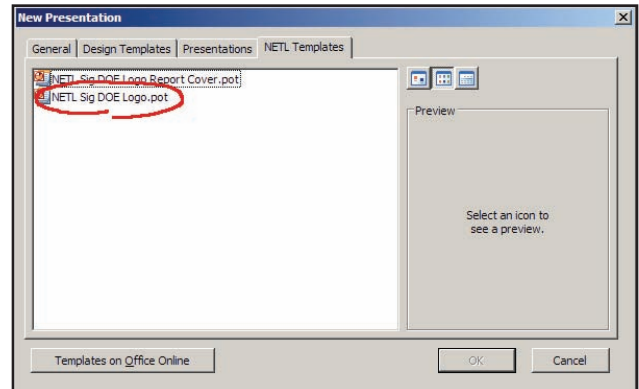 New Presentation
General Design Templates Presentations NETL Templates
NETL Sig DOE Logo Report Cover.pot
NETL Sig DOE Logo.pot
Preview
Select an icon to
see a preview.
Templates on Office Online OK Cancel